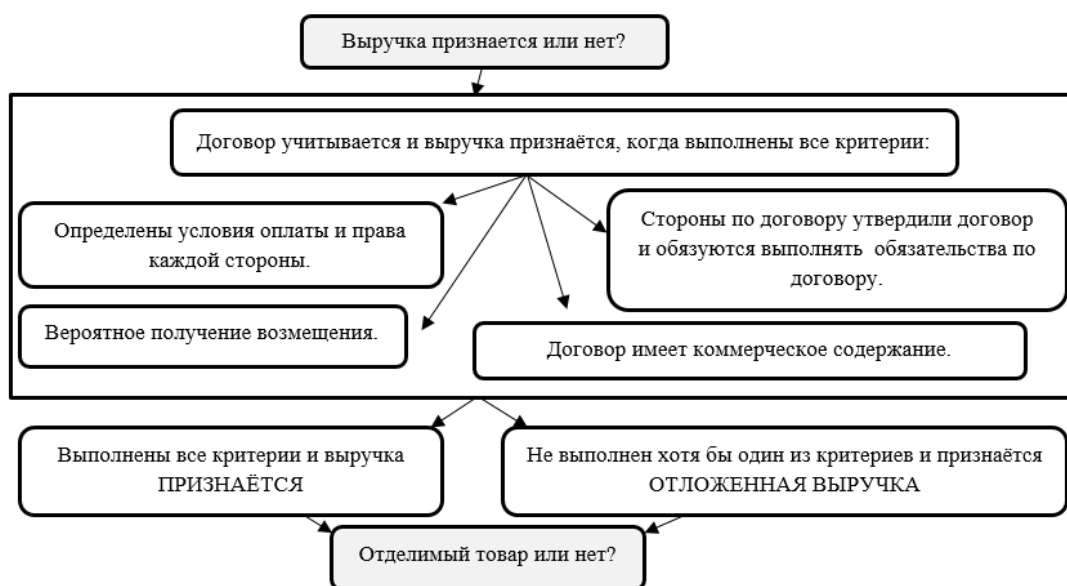 Выручка признается или нет?
Договор учитывается и выручка признаётся, когда выполнены все критерии:
Определены условия оплаты и права
каждой стороны.
Стороны по договору утвердили договор
и обязуются выполнять обязательства по
договору.
Вероятное получение возмещения.
Договор имеет коммерческое содержание.
Выполнены все критерии и выручка
ПРИЗНАЁТСЯ
Не выполнен хотя бы один из критериев и признаётся
ОТЛОЖЕННАЯ ВЫРУЧКА
Отделимый товар или нет?